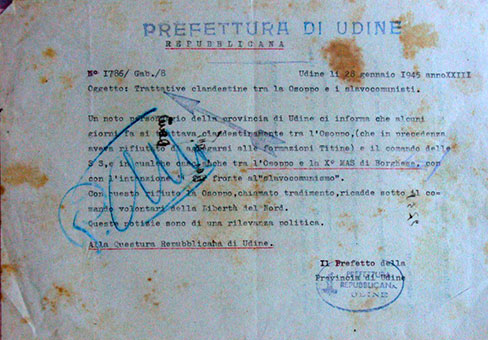 PREFETTURA DI UDINE
REPUBBLICANA
N° 1786/ Gab./8 Udine li 28 gennaio 1945 annoXXIII
Oggetto: Trattative clandestine tra la Osoppo e i slavocomunisti.
Un noto della provincia di Udine ci informa che alcuni
giorni fa si trattava clandestinamente tra l'Osoppo,(che in precedenza
aveva rifiutato di alle formazioni Titine) e il comando delle
S S, e in qualche anche tra l'Osoppo e la X° MAS di Borghese, con
con l'intenzione fronte al "slavocomunismo".
Con questo rifiuto la Osoppo, chiamato tradimento, ricadde sotto il co-
mando volontari della Libertà del Nord.
Queste notizie sono di una rilevanza politica.
Alla Questura Repubblicana di Udine.
Il Prefetto della
Provincia di Udine
PREFETTURA
REPUBBLICANA
UDINE